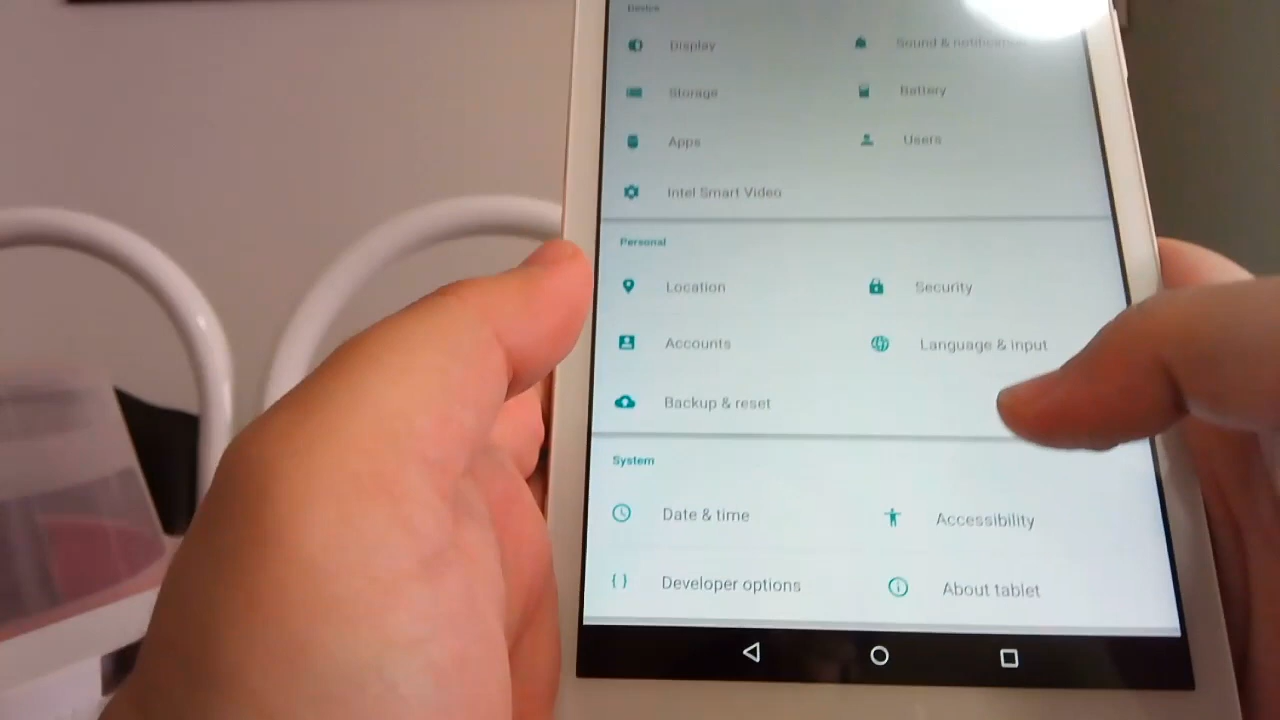 Device
Display
Sound & notification
Storage
Battery
Apps
Users
Intel Smart Video
Personal
Location
Security
Accounts
Language & input
Backup & reset
System
Date & time
Accessibility
Developer options
About tablet